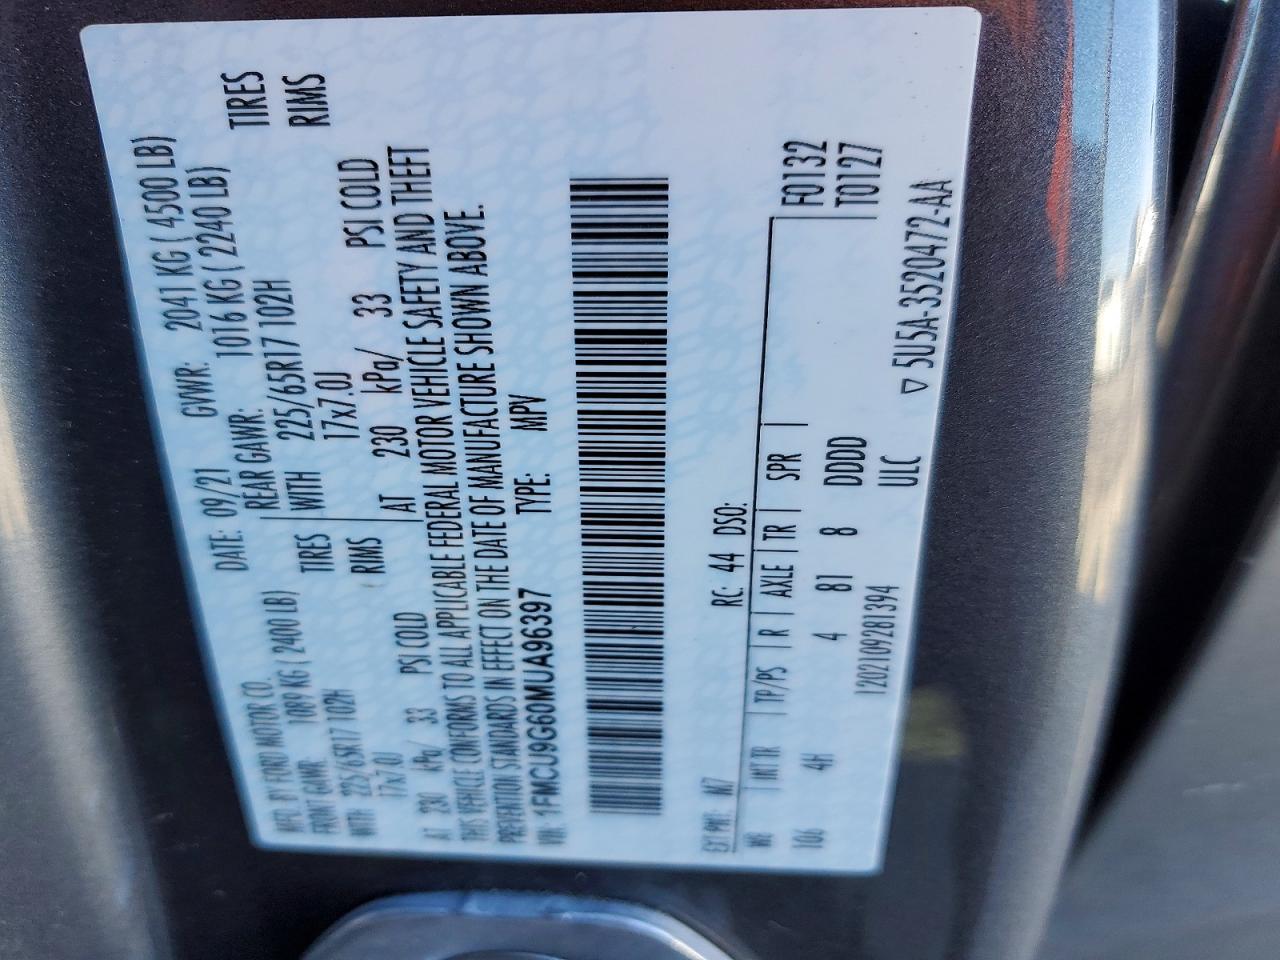 MFD. BY FORD MOTOR CO.
DATE: 09/21 GVWR: 2041 KG ( 4500 LB)
FRONT GAWR: 1089 KG ( 2400 LB) REAR GAWR: 1016 KG ( 2240 LB)
WITH 225/65R17 102H TIRES WITH 225/65R17 102H TIRES
17x7.0J RIMS 17x7.0J RIMS
AT 230 kPa/ 33 PSI COLD AT 230 kPa/ 33 PSI COLD
THIS VEHICLE CONFORMS TO ALL APPLICABLE FEDERAL MOTOR VEHICLE SAFETY AND THEFT
PREVENTION STANDARDS IN EFFECT ON THE DATE OF MANUFACTURE SHOWN ABOVE.
VIN: 1FMCU9G60MUA96397 TYPE: MPV
EXT PNT: M7 RC: 44 DSO:
WB | INT TR | TP/PS | R | AXLE | TR | SPR | F0132
106 4H 4 81 8 DDDD T0127
ULC
1202109281394 ▽ 5U5A-3520472-AA